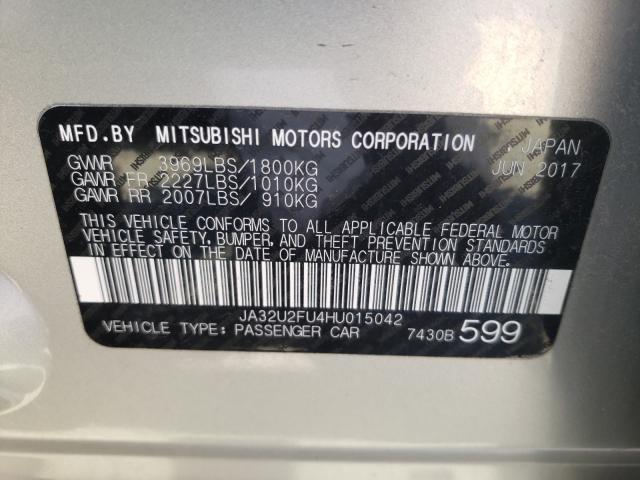 MFD.BY MITSUBISHI MOTORS CORPORATION JAPAN
GVWR 3969LBS/1800KG JUN 2017
GAWR FR 2227LBS/1010KG
GAWR RR 2007LBS/ 910KG
THIS VEHICLE CONFORMS TO ALL APPLICABLE FEDERAL MOTOR
VEHICLE SAFETY, BUMPER, AND THEFT PREVENTION STANDARDS
IN EFFECT ON THE DATE OF MANUFACTURE SHOWN ABOVE.
JA32U2FU4HU015042
VEHICLE TYPE: PASSENGER CAR 7430B 599